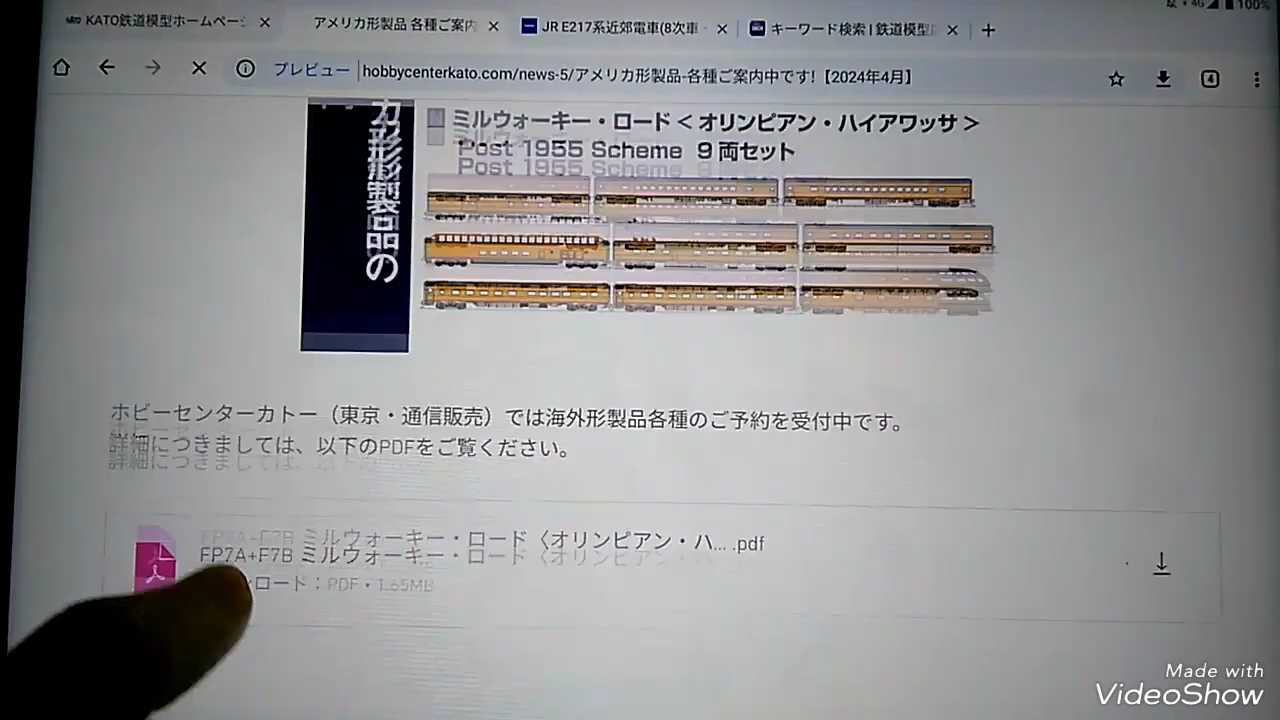 100%
KATO鉄道模型ホームペー
アメリカ形製品 各種ご案内
JR E217系近郊電車(8次車
キーワード検索 | 鉄道模型
プレビュー
hobbycenterkato.com/news-5/アメリカ形製品-各種ご案内中です!【2024年4月】
4
カ形製品の
ミルウォーキー・ロード < オリンピアン・ハイアワッサ >
Post 1955 Scheme 9両セット
ホビーセンターカトー（東京・通信販売）では海外形製品各種のご予約を受付中です。
詳細につきましては、以下のPDFをご覧ください。
FP7A+F7B ミルウォーキー・ロード〈オリンピアン・ハ... .pdf
ンロード：PDF • 1.65MB
Made with
VideoShow